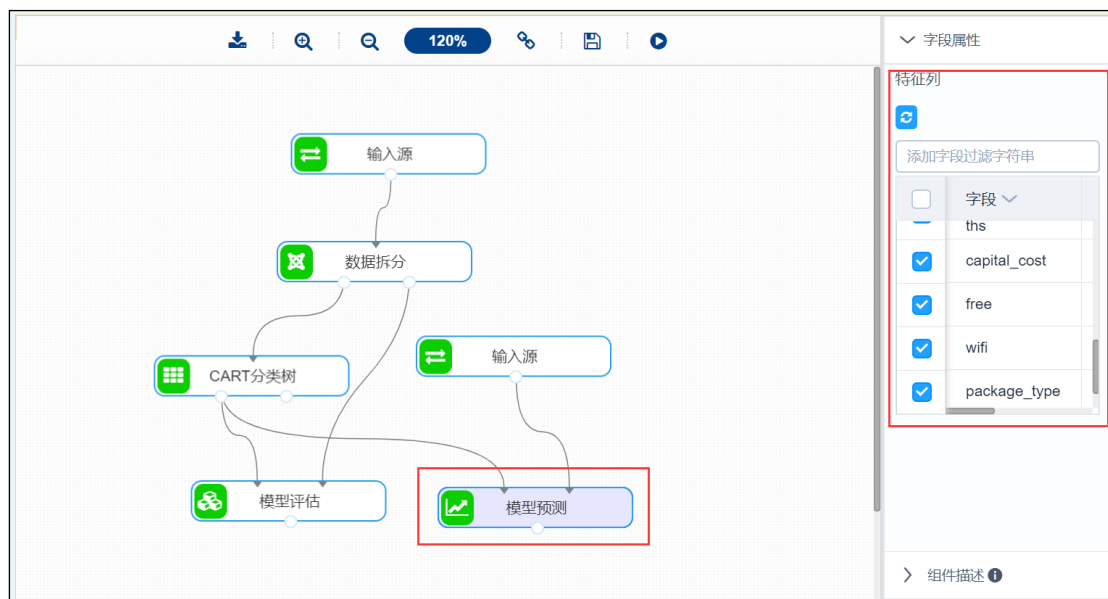 120%
字段属性
特征列
添加字段过滤字符串
字段
ths
capital_cost
free
wifi
package_type
输入源
数据拆分
输入源
CART分类树
模型评估
模型预测
组件描述